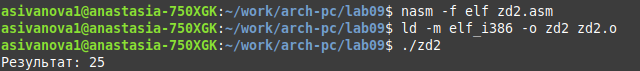 asivanova1@anastasia-750XGK:~/work/arch-pc/lab09$ nasm -f elf zd2.asm
asivanova1@anastasia-750XGK:~/work/arch-pc/lab09$ ld -m elf_i386 -o zd2 zd2.o
asivanova1@anastasia-750XGK:~/work/arch-pc/lab09$ ./zd2
Результат: 25